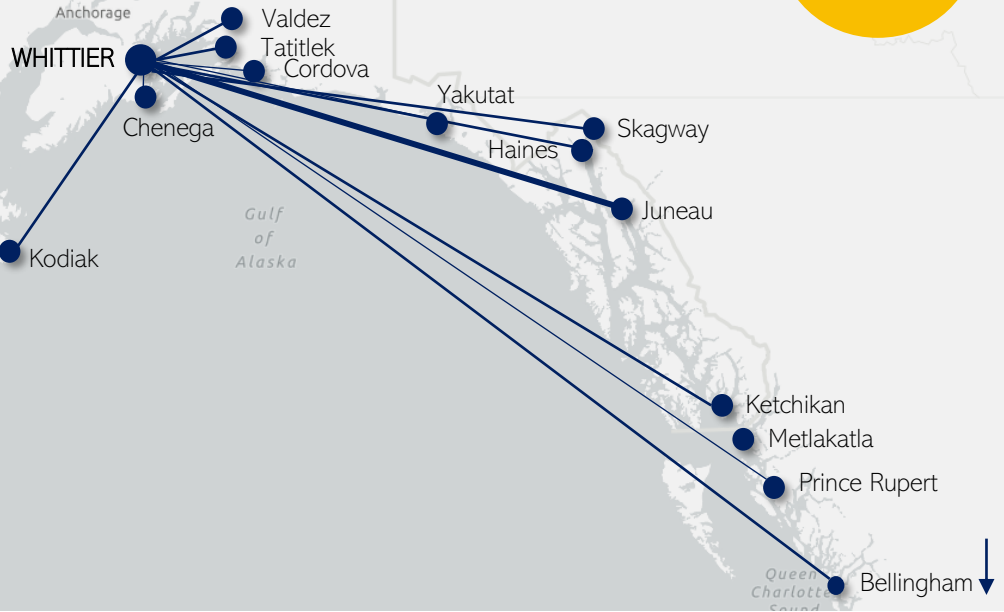 Anchorage
Valdez
Tatitlek
WHITTIER
Cordova
Yakutat
Chenega
Skagway
Haines
Juneau
Gulf
of
Alaska
Kodiak
Ketchikan
Metlakatla
Prince Rupert
Queen
Charlotte
Sound
Bellingham